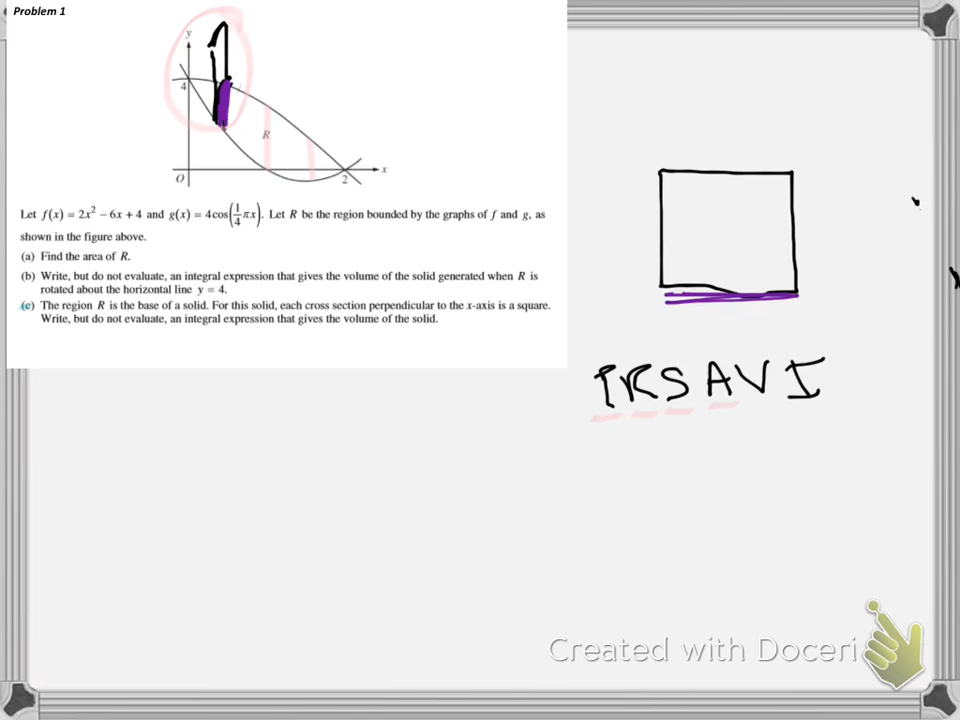 Problem 1
y
4
R
O
2
x
Let f(x) = 2x² − 6x + 4 and g(x) = 4cos(1/4 πx). Let R be the region bounded by the graphs of f and g, as
shown in the figure above.
(a) Find the area of R.
(b) Write, but do not evaluate, an integral expression that gives the volume of the solid generated when R is
rotated about the horizontal line y = 4.
(c) The region R is the base of a solid. For this solid, each cross section perpendicular to the x-axis is a square.
Write, but do not evaluate, an integral expression that gives the volume of the solid.
PRSAVI
Created with Doceri